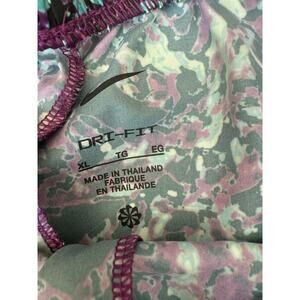 DRI-FIT
XL TG EG
MADE IN THAILAND
FABRIQUE
EN THAILANDE